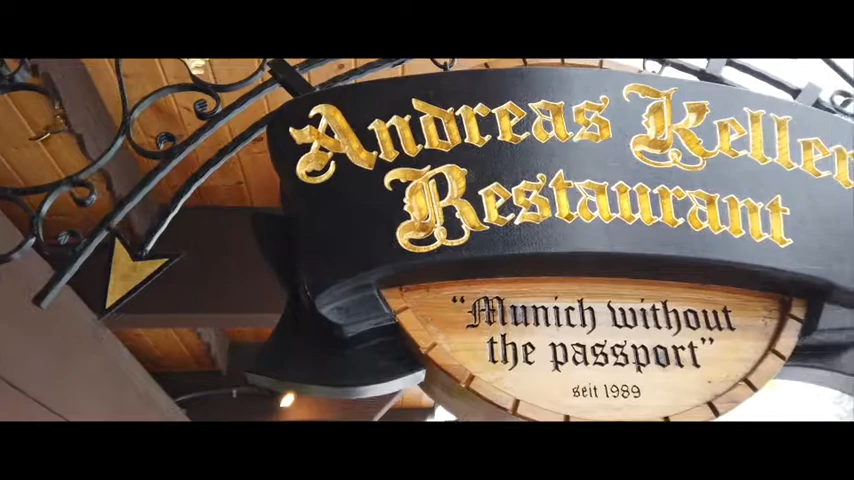 Andreas Keller
Restaurant
"Munich without
the passport"
seit 1989